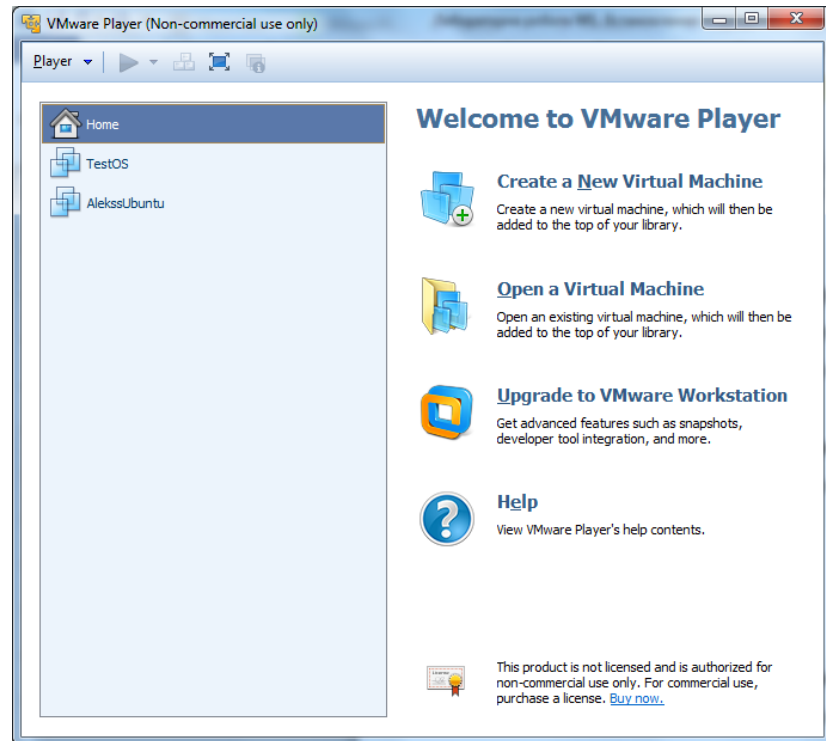 VMware Player (Non-commercial use only)
Player
Home
TestOS
AlekssUbuntu
Welcome to VMware Player
Create a New Virtual Machine
Create a new virtual machine, which will then be
added to the top of your library.
Open a Virtual Machine
Open an existing virtual machine, which will then be
added to the top of your library.
Upgrade to VMware Workstation
Get advanced features such as snapshots,
developer tool integration, and more.
Help
View VMware Player's help contents.
This product is not licensed and is authorized for
non-commercial use only. For commercial use,
purchase a license. Buy now.